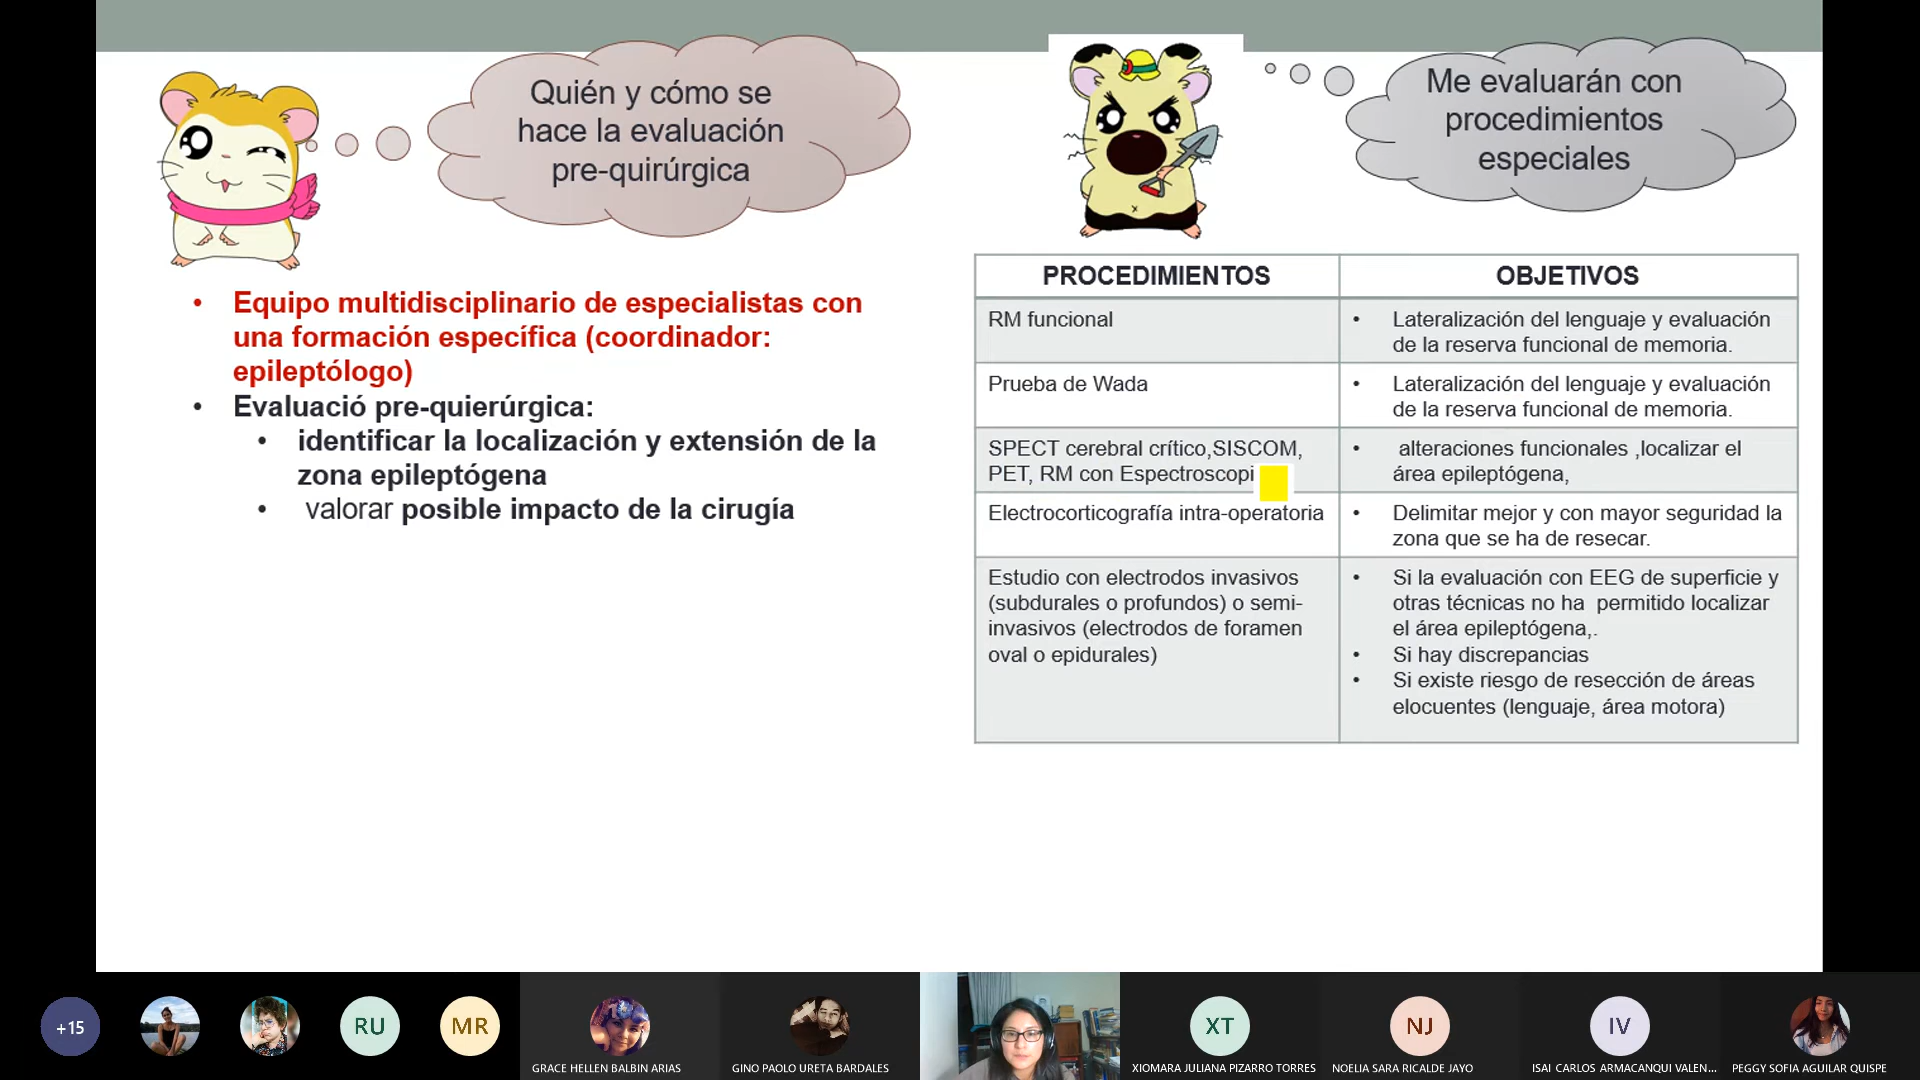 Quién y cómo se
hace la evaluación
pre-quirúrgica
Me evaluarán con
procedimientos
especiales
• Equipo multidisciplinario de especialistas con
una formación específica (coordinador:
epileptólogo)
• Evaluació pre-quierúrgica:
• identificar la localización y extensión de la
zona epileptógena
• valorar posible impacto de la cirugía
PROCEDIMIENTOS
OBJETIVOS
RM funcional
• Lateralización del lenguaje y evaluación
de la reserva funcional de memoria.
Prueba de Wada
• Lateralización del lenguaje y evaluación
de la reserva funcional de memoria.
SPECT cerebral crítico,SISCOM,
PET, RM con Espectroscopi
• alteraciones funcionales ,localizar el
área epileptógena,
Electrocorticografía intra-operatoria
• Delimitar mejor y con mayor seguridad la
zona que se ha de resecar.
Estudio con electrodos invasivos
(subdurales o profundos) o semi-
invasivos (electrodos de foramen
oval o epidurales)
• Si la evaluación con EEG de superficie y
otras técnicas no ha permitido localizar
el área epileptógena,.
• Si hay discrepancias
• Si existe riesgo de resección de áreas
elocuentes (lenguaje, área motora)
+15
RU
MR
GRACE HELLEN BALBIN ARIAS
GINO PAOLO URETA BARDALES
XT
XIOMARA JULIANA PIZARRO TORRES
NJ
NOELIA SARA RICALDE JAYO
IV
ISAI CARLOS ARMACANQUI VALEN...
PEGGY SOFIA AGUILAR QUISPE